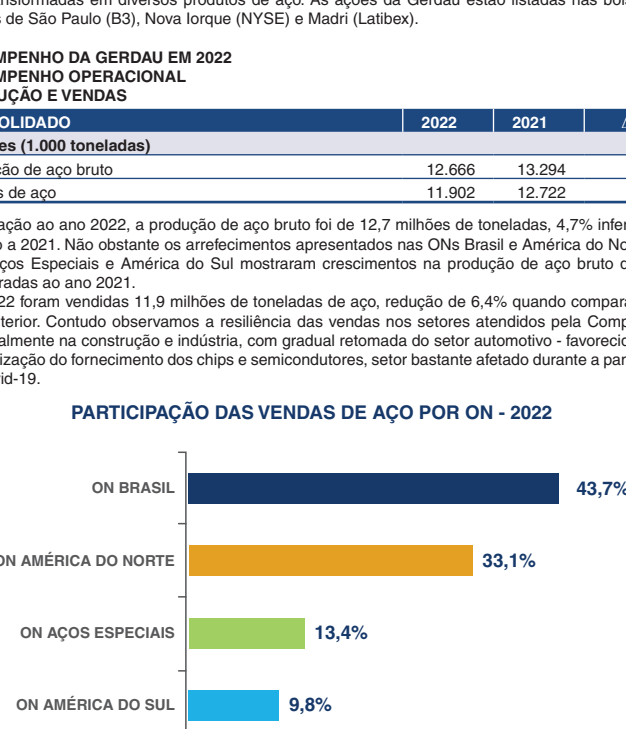 nsformadas em diversos produtos de aço. As ações da Gerdau estão listadas nas bols
s de São Paulo (B3), Nova Iorque (NYSE) e Madri (Latibex).
MPENHO DA GERDAU EM 2022
MPENHO OPERACIONAL
UÇÃO E VENDAS
OLIDADO 2022 2021
es (1.000 toneladas)
ção de aço bruto 12.666 13.294
s de aço 11.902 12.722
ação ao ano 2022, a produção de aço bruto foi de 12,7 milhões de toneladas, 4,7% infer
o a 2021. Não obstante os arrefecimentos apresentados nas ONs Brasil e América do No
ços Especiais e América do Sul mostraram crescimentos na produção de aço bruto
radas ao ano 2021.
22 foram vendidas 11,9 milhões de toneladas de aço, redução de 6,4% quando compara
terior. Contudo observamos a resiliência das vendas nos setores atendidos pela Comp
almente na construção e indústria, com gradual retomada do setor automotivo - favorecid
ização do fornecimento dos chips e semicondutores, setor bastante afetado durante a par
vid-19.
PARTICIPAÇÃO DAS VENDAS DE AÇO POR ON - 2022
ON BRASIL 43,7%
ON AMÉRICA DO NORTE 33,1%
ON AÇOS ESPECIAIS 13,4%
ON AMÉRICA DO SUL 9,8%